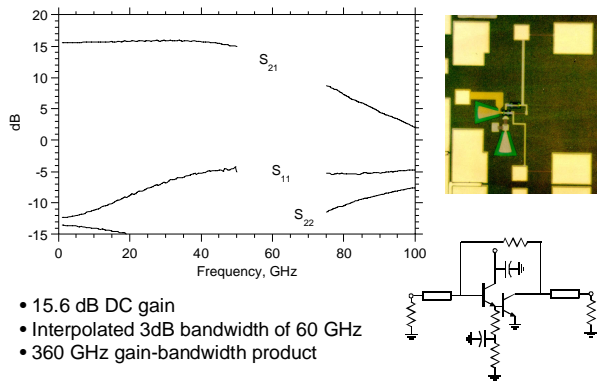 20
15
10
5
0
-5
-10
-15
dB
S21
S11
S22
0 20 40 60 80 100
Frequency, GHz
• 15.6 dB DC gain
• Interpolated 3dB bandwidth of 60 GHz
• 360 GHz gain-bandwidth product